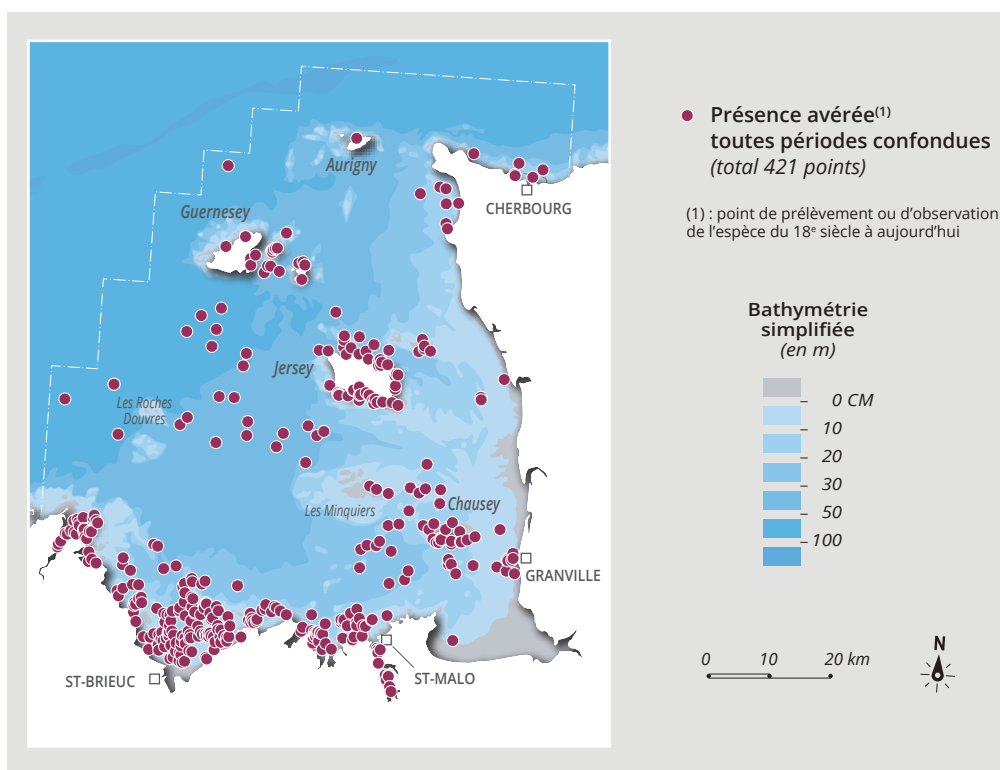 Aurigny
CHERBOURG
Guernesey
Jersey
Les Roches
Douvres
Les Minquiers
Chausey
GRANVILLE
ST-BRIEUC
ST-MALO
Présence avérée(1)
toutes périodes confondues
(total 421 points)
(1) : point de prélèvement ou d'observation
de l'espèce du 18e siècle à aujourd'hui
Bathymétrie
simplifiée
(en m)
0 CM
10
20
30
50
100
0 10 20 km
N